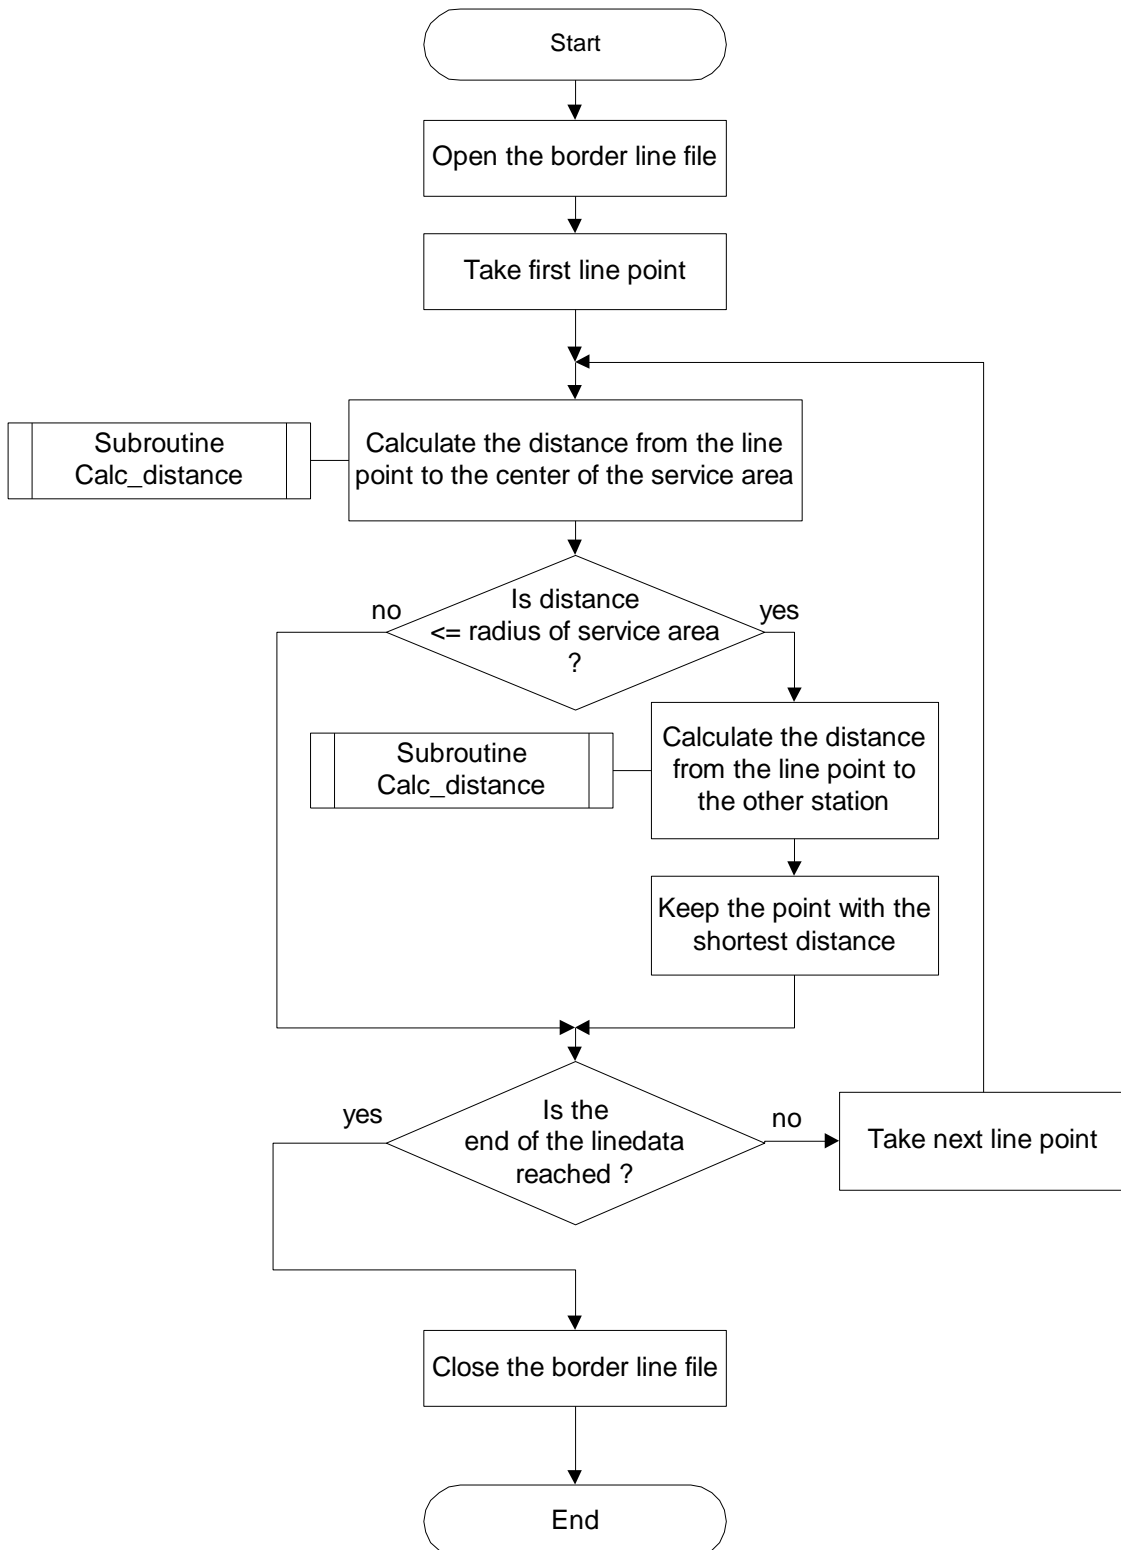 Start
Open the border line file
Take first line point
Subroutine
Calc_distance
Calculate the distance from the line
point to the center of the service area
no
Is distance
<= radius of service area
?
yes
Subroutine
Calc_distance
Calculate the distance
from the line point to
the other station
Keep the point with the
shortest distance
yes
Is the
end of the linedata
reached ?
no
Take next line point
Close the border line file
End